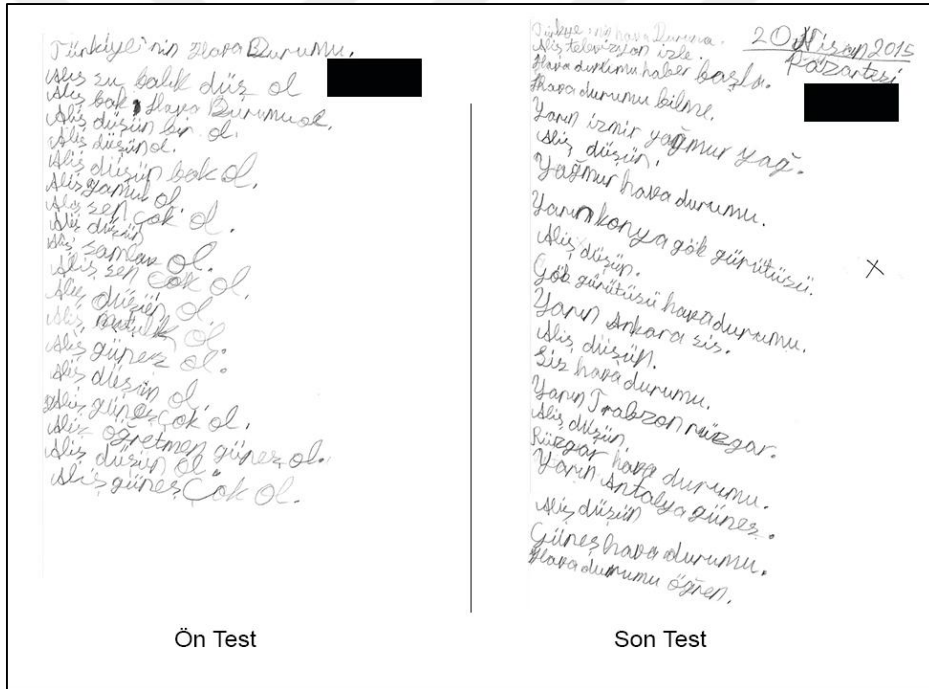 Türkiye'nin Hava Durumu.
Aliş su balık düş ol
Aliş bak, Hava Durumu ol.
Aliş düşün bir ol.
Aliş düşün ol.
Aliş düşün bak ol.
Aliş yamul ol
Aliş sen çok ol.
Aliş düşün
Aliş ol.
Aliş sen çok ol.
Aliş düşün ol.
Aliş ol.
Aliş güneş ol.
Aliş düşün ol.
Aliş güneş çok ol.
Aliş öğretmen güneş ol.
Aliş düşün ol
Aliş güneş çok ol.
Ön Test
20 Nisan 2015
Pazartesi
Türkiye'nin hava Durumu.
Aliş televizyon izle.
Hava durumu haber başla.
Hava durumu bilme.
Yarın izmir yağmur yağ.
Aliş düşün.
Yağmur hava durumu.
Yarın konya gök gürütüsü.
Aliş düşün.
Gök gürütüsü hava durumu.
Yarın Ankara sis.
Aliş düşün.
Sis hava durumu.
Yarın Trabzon rüzgar.
Aliş düşün.
Rüzgar hava durumu.
Yarın Antalya güneş.
Aliş düşün
Güneş hava durumu.
Hava durumu öğren.
Son Test